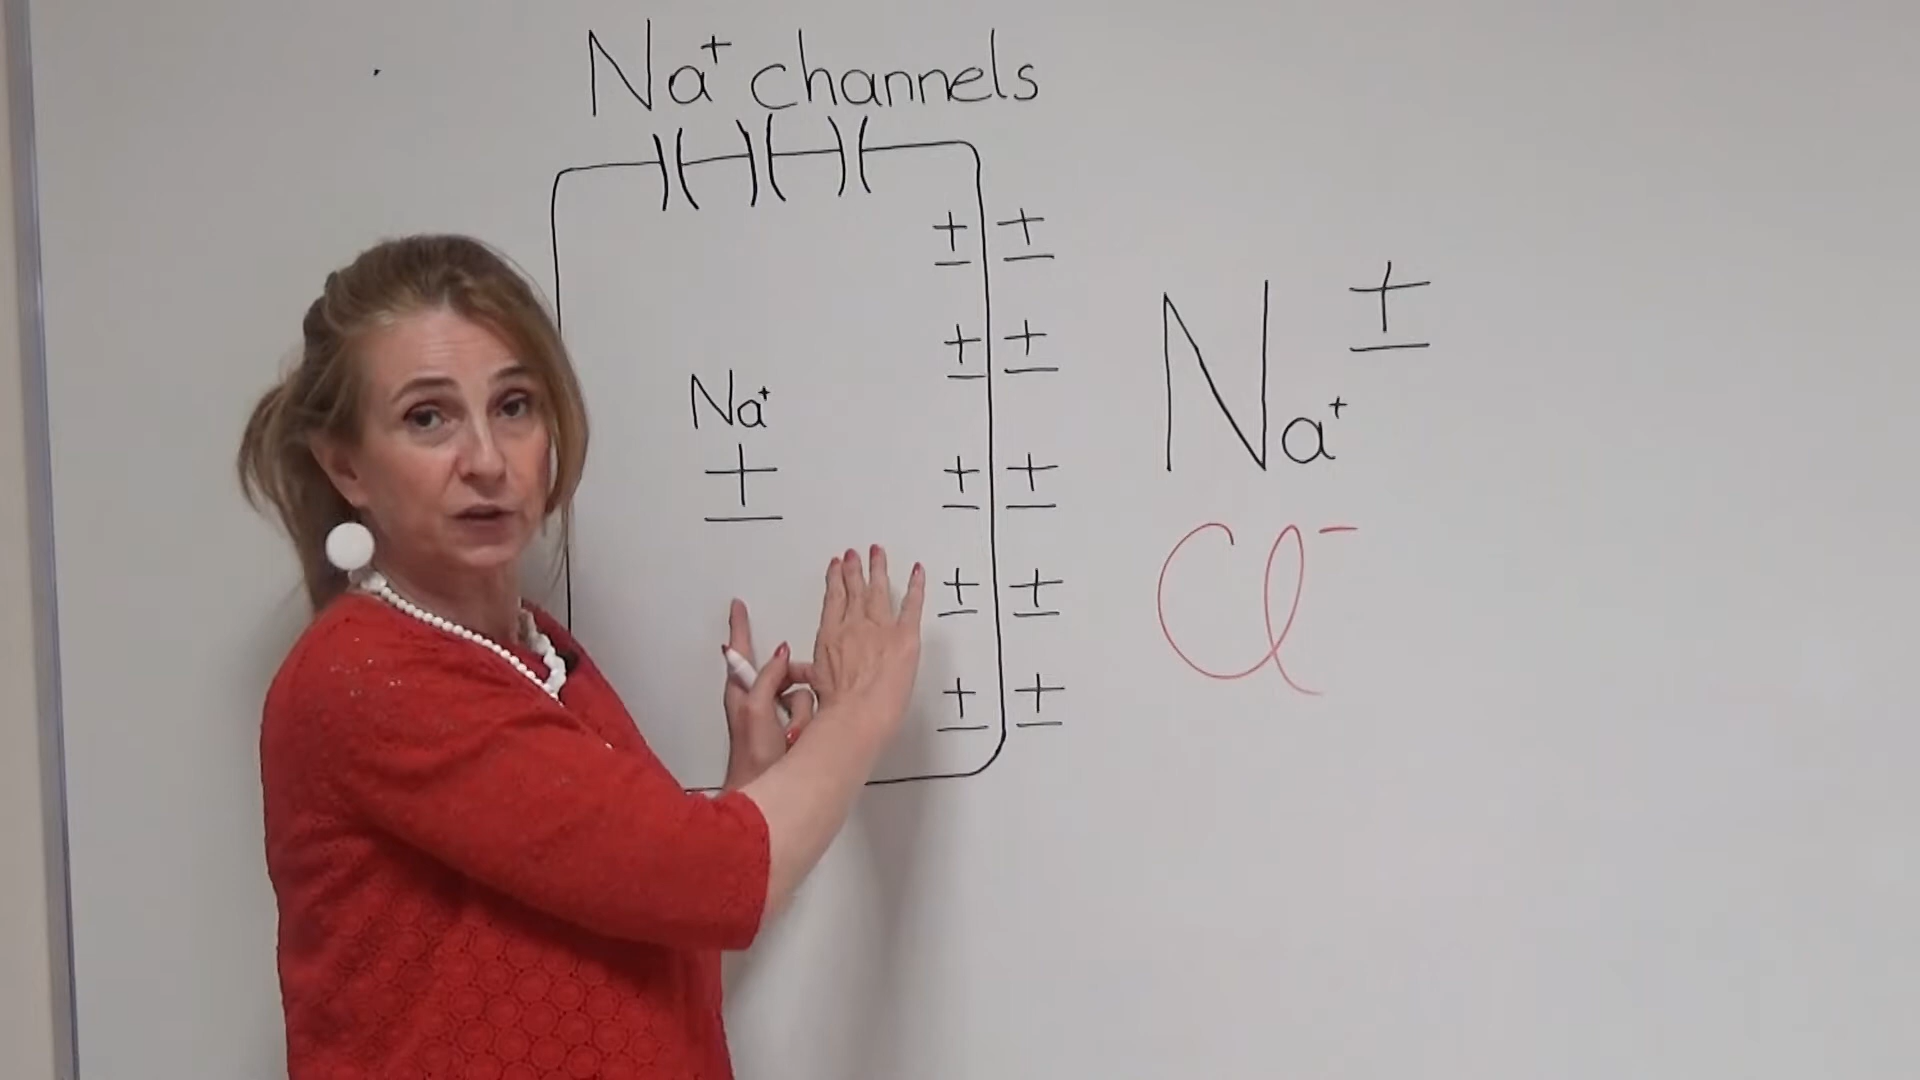 Na⁺ channels
± ±
± ±
Na⁺
±
± ±
± ±
± ±
Na⁺ ±
Cl⁻